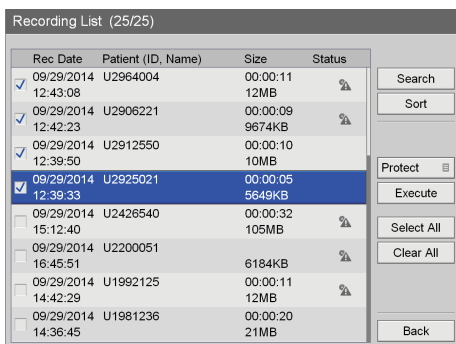 Recording List (25/25)
Rec Date Patient (ID, Name) Size Status
09/29/2014 U2964004 00:00:11
12:43:08 12MB
09/29/2014 U2906221 00:00:09
12:42:23 9674KB
09/29/2014 U2912550 00:00:10
12:39:50 10MB
09/29/2014 U2925021 00:00:05
12:39:33 5649KB
09/29/2014 U2426540 00:00:32
15:12:40 105MB
09/29/2014 U2200051
16:45:51 6184KB
09/29/2014 U1992125 00:00:11
14:42:29 12MB
09/29/2014 U1981236 00:00:20
14:36:45 21MB
Search
Sort
Protect
Execute
Select All
Clear All
Back